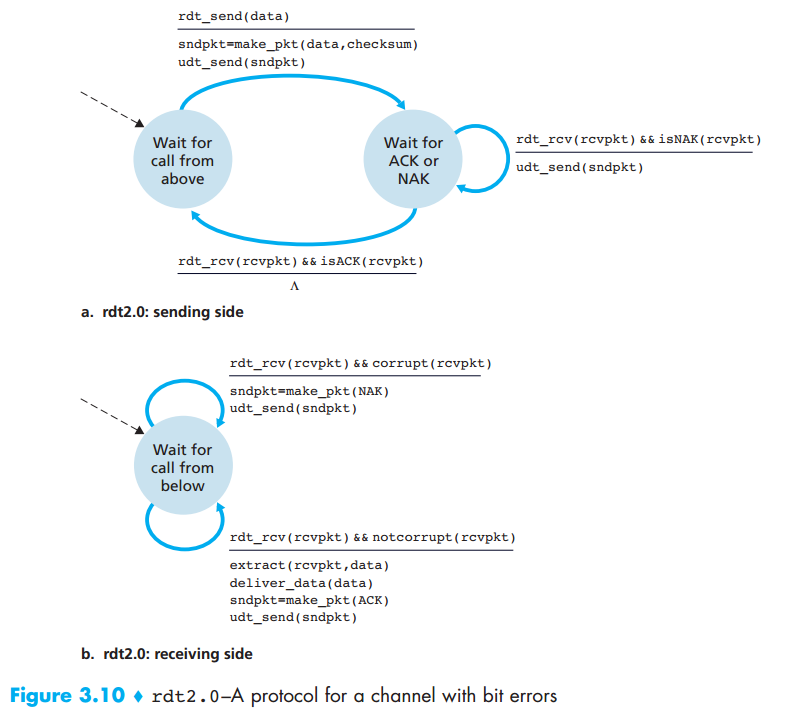 rdt_send(data)
sndpkt=make_pkt(data,checksum)
udt_send(sndpkt)
Wait for
call from
above
Wait for
ACK or
NAK
rdt_rcv(rcvpkt) && isNAK(rcvpkt)
udt_send(sndpkt)
rdt_rcv(rcvpkt) && isACK(rcvpkt)
Λ
a. rdt2.0: sending side
rdt_rcv(rcvpkt) && corrupt(rcvpkt)
sndpkt=make_pkt(NAK)
udt_send(sndpkt)
Wait for
call from
below
rdt_rcv(rcvpkt) && notcorrupt(rcvpkt)
extract(rcvpkt,data)
deliver_data(data)
sndpkt=make_pkt(ACK)
udt_send(sndpkt)
b. rdt2.0: receiving side
Figure 3.10 ♦ rdt2.0–A protocol for a channel with bit errors